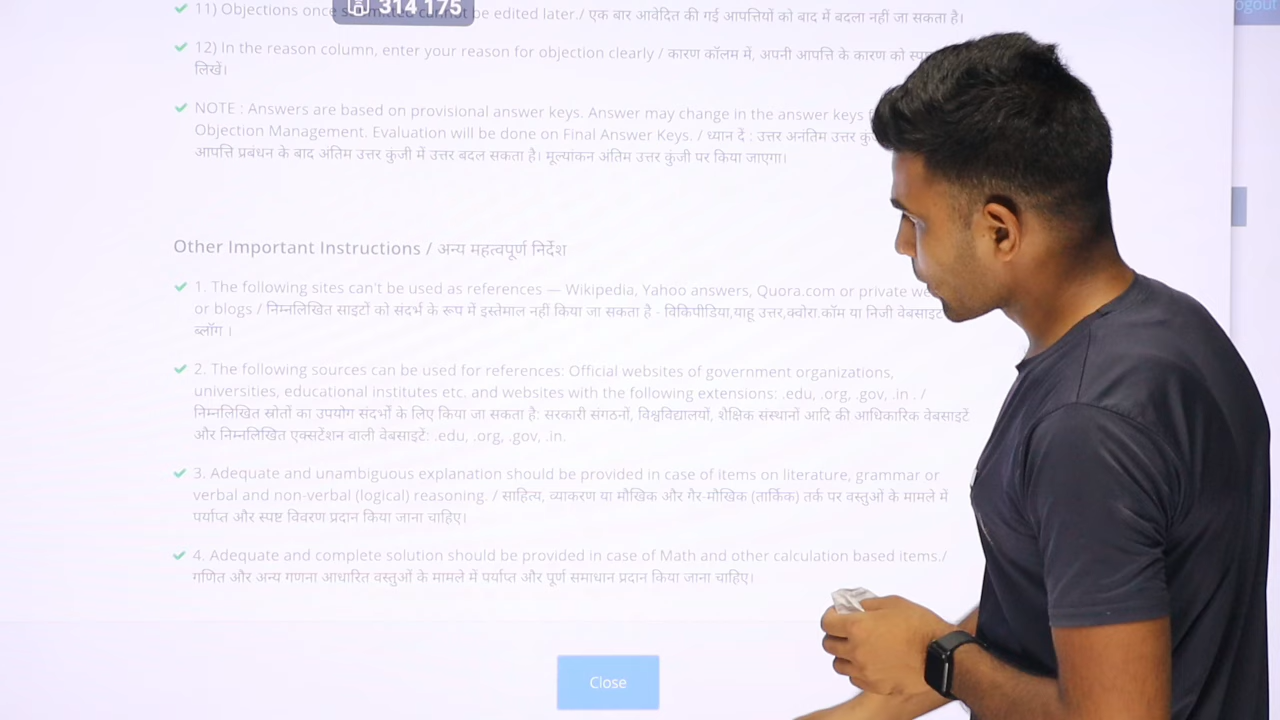 11) Objections once submitted cannot be edited later./ एक बार आवेदित की गई आपत्तियों को बाद में बदला नहीं जा सकता है।
314 175
ogout
12) In the reason column, enter your reason for objection clearly / कारण कॉलम में, अपनी आपत्ति के कारण को
लिखें।
NOTE : Answers are based on provisional answer keys. Answer may change in the answer keys
Objection Management. Evaluation will be done on Final Answer Keys. / ध्यान दें : उत्तर अनंतिम उत्तर
आपत्ति प्रबंधन के बाद अंतिम उत्तर कुंजी में उत्तर बदल सकता है। मूल्यांकन अंतिम उत्तर कुंजी पर किया जाएगा।
Other Important Instructions / अन्य महत्वपूर्ण निर्देश
1. The following sites can't be used as references — Wikipedia, Yahoo answers, Quora.com or private
or blogs / निम्नलिखित साइटों को संदर्भ के रूप में इस्तेमाल नहीं किया जा सकता है - विकिपीडिया,याहू उत्तर,क्वोरा.कॉम या निजी वेबसाइट
ब्लॉग ।
2. The following sources can be used for references: Official websites of government organizations,
universities, educational institutes etc. and websites with the following extensions: .edu, .org, .gov, .in . /
निम्नलिखित स्रोतों का उपयोग संदर्भों के लिए किया जा सकता है: सरकारी संगठनों, विश्वविद्यालयों, शैक्षिक संस्थानों आदि की आधिकारिक वेबसाइटें
और निम्नलिखित एक्सटेंशन वाली वेबसाइटें: .edu, .org, .gov, .in.
3. Adequate and unambiguous explanation should be provided in case of items on literature, grammar or
verbal and non-verbal (logical) reasoning. / साहित्य, व्याकरण या मौखिक और गैर-मौखिक (तार्किक) तर्क पर वस्तुओं के मामले में
पर्याप्त और स्पष्ट विवरण प्रदान किया जाना चाहिए।
4. Adequate and complete solution should be provided in case of Math and other calculation based items./
गणित और अन्य गणना आधारित वस्तुओं के मामले में पर्याप्त और पूर्ण समाधान प्रदान किया जाना चाहिए।
Close